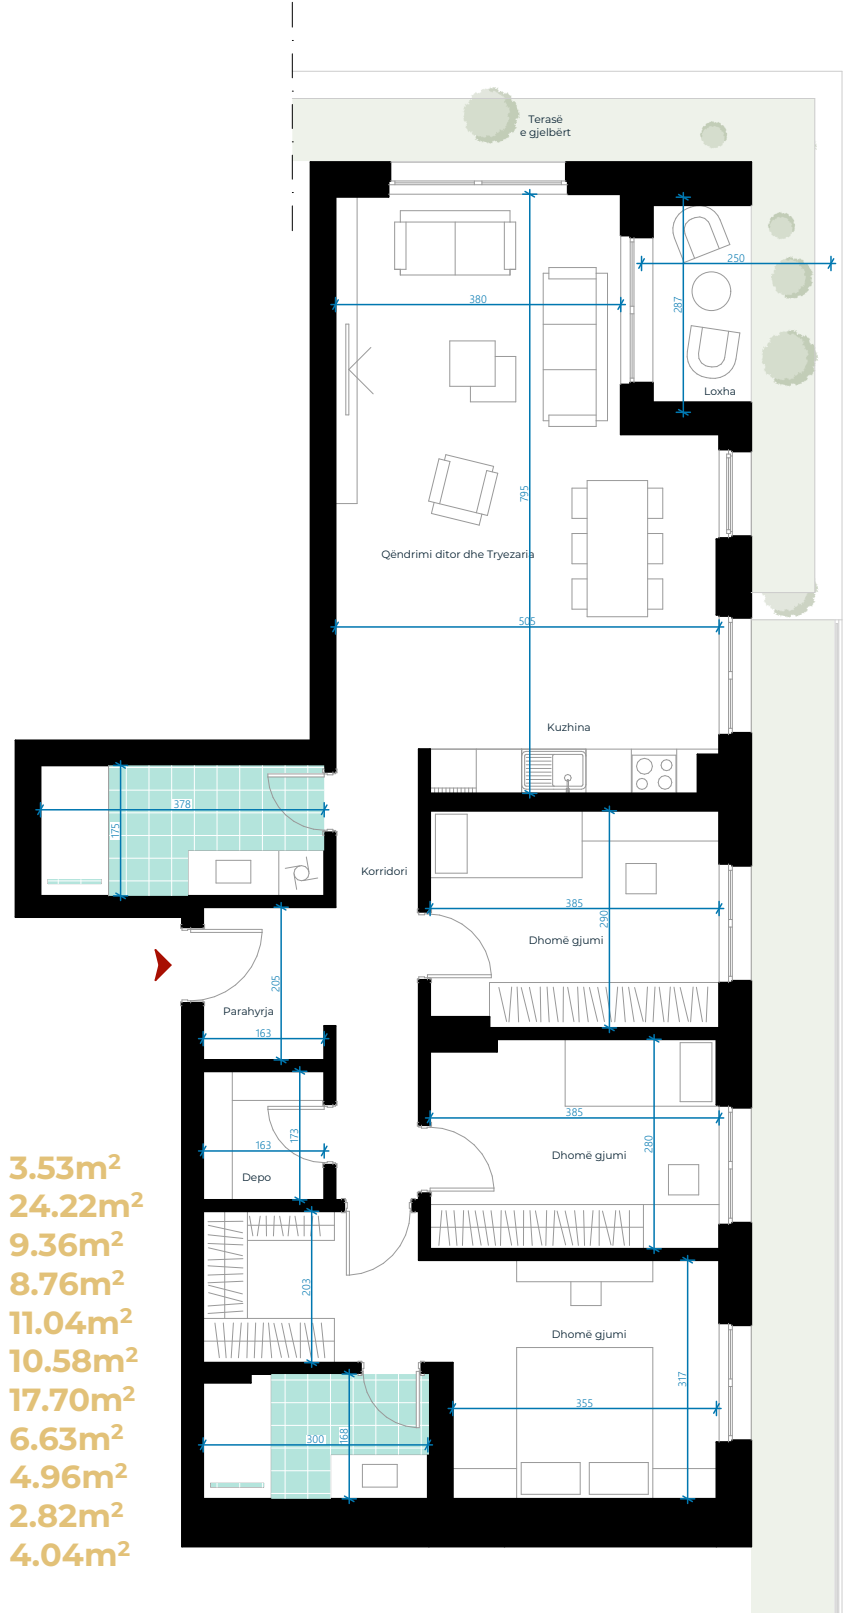 Terasë
e gjelbërt
250
287
380
Loxha
795
Qëndrimi ditor dhe Tryezaria
505
Kuzhina
378
175
Korridori
385
290
Dhomë gjumi
205
Parahyrja
163
385
280
Dhomë gjumi
163
173
Depo
203
Dhomë gjumi
317
355
300
168
3.53m²
24.22m²
9.36m²
8.76m²
11.04m²
10.58m²
17.70m²
6.63m²
4.96m²
2.82m²
4.04m²